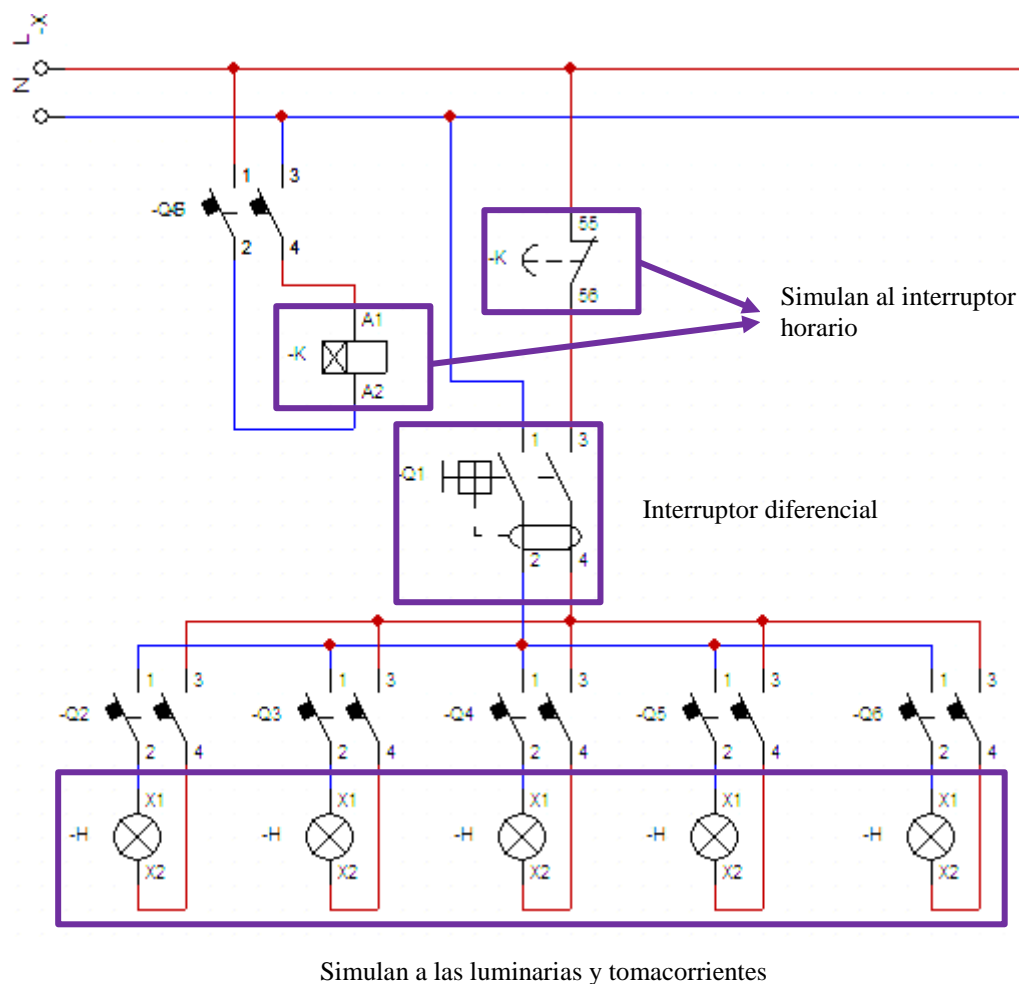 -X
L
N
1 3
2 4
55
-K
56
Simulan al interruptor
horario
A1
-K
A2
1 3
-Q1
2 4
Interruptor diferencial
1 3 1 3 1 3 1 3 1 3
-Q2 -Q3 -Q4 -Q5 -Q6
2 4 2 4 2 4 2 4 2 4
X1 X1 X1 X1 X1
-H -H -H -H -H
X2 X2 X2 X2 X2
Simulan a las luminarias y tomacorrientes